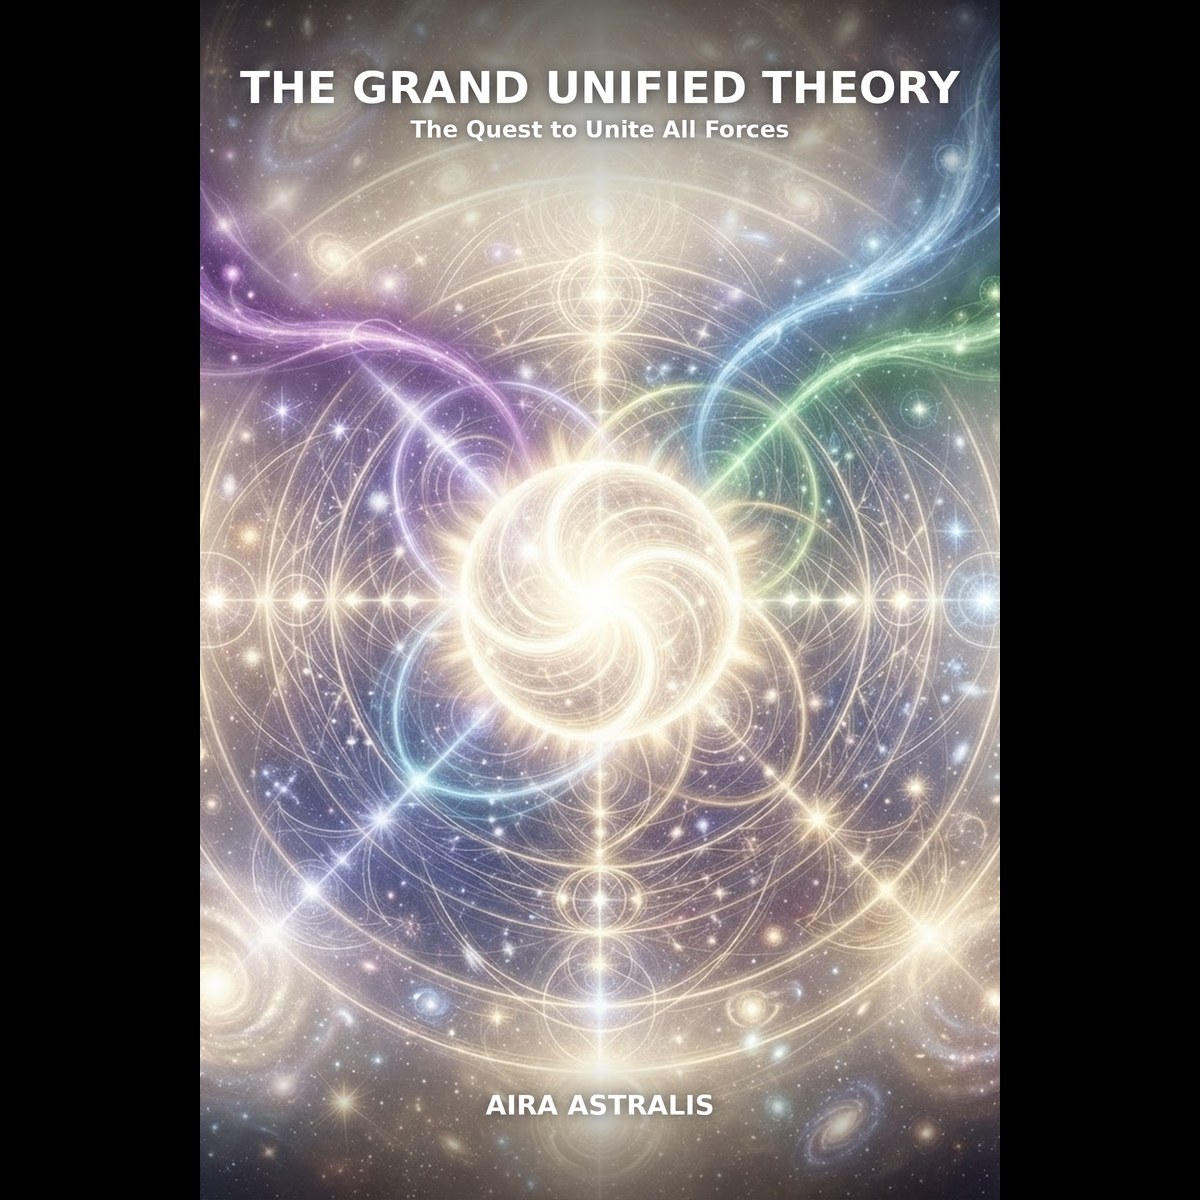 THE GRAND UNIFIED THEORY
The Quest to Unite All Forces
AIRA ASTRALIS